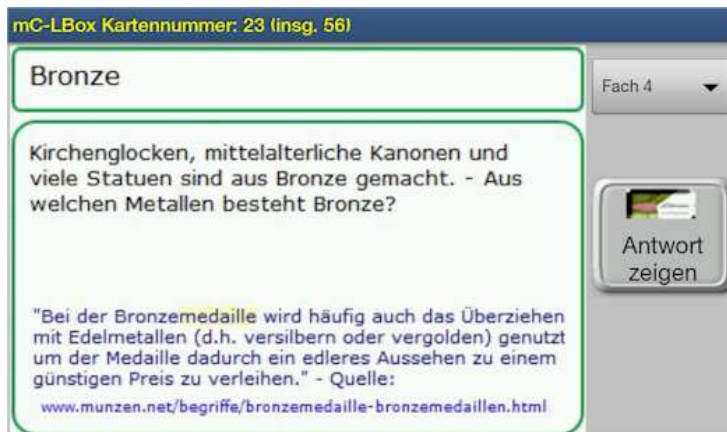 mC-LBox Kartennummer: 23 (insg. 56)
Bronze
Fach 4
Kirchenglocken, mittelalterliche Kanonen und
viele Statuen sind aus Bronze gemacht. - Aus
welchen Metallen besteht Bronze?
Antwort
zeigen
"Bei der Bronzemedaille wird häufig auch das Überziehen
mit Edelmetallen (d.h. versilbern oder vergolden) genutzt
um der Medaille dadurch ein edleres Aussehen zu einem
günstigen Preis zu verleihen." - Quelle:
www.munzen.net/begriffe/bronzemedaille-bronzemedaillen.html